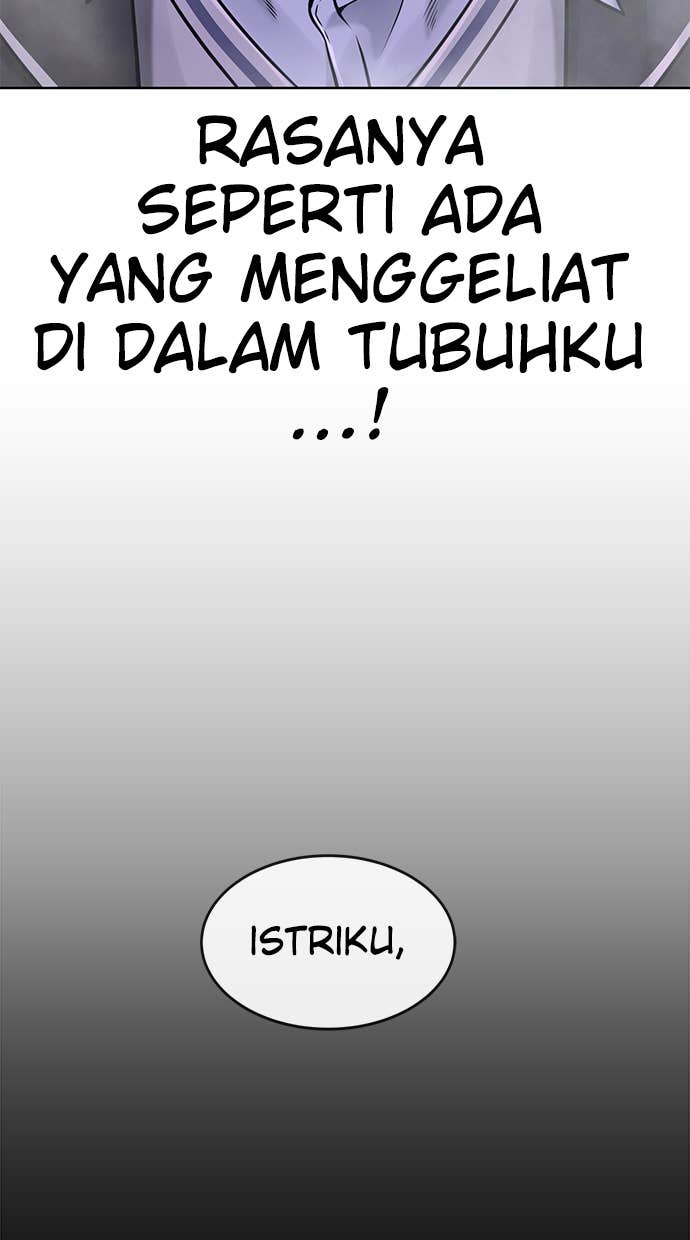 RASANYA
SEPERTI ADA
YANG MENGGELIAT
DI DALAM TUBUHKU
...!
ISTRIKU,